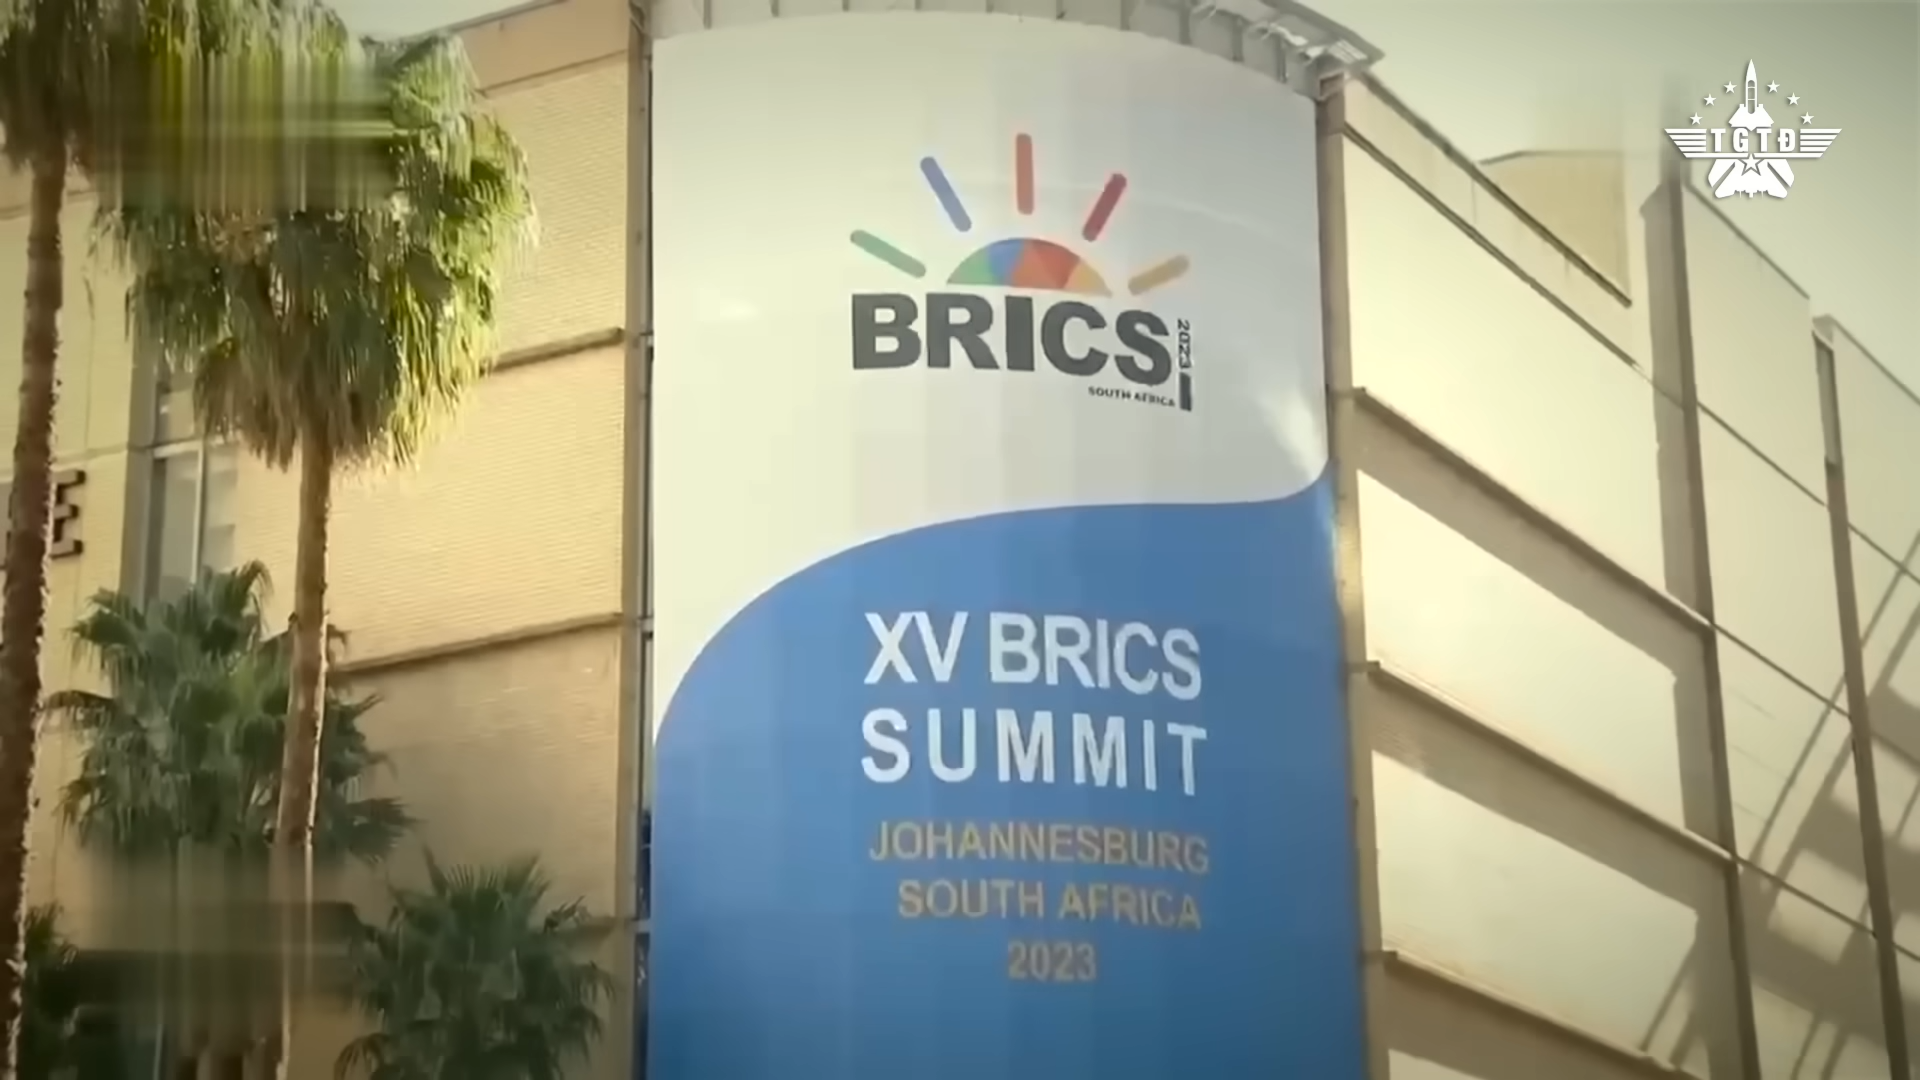 TGTĐ
BRICS
2023
SOUTH AFRICA
E
XV BRICS
SUMMIT
JOHANNESBURG
SOUTH AFRICA
2023